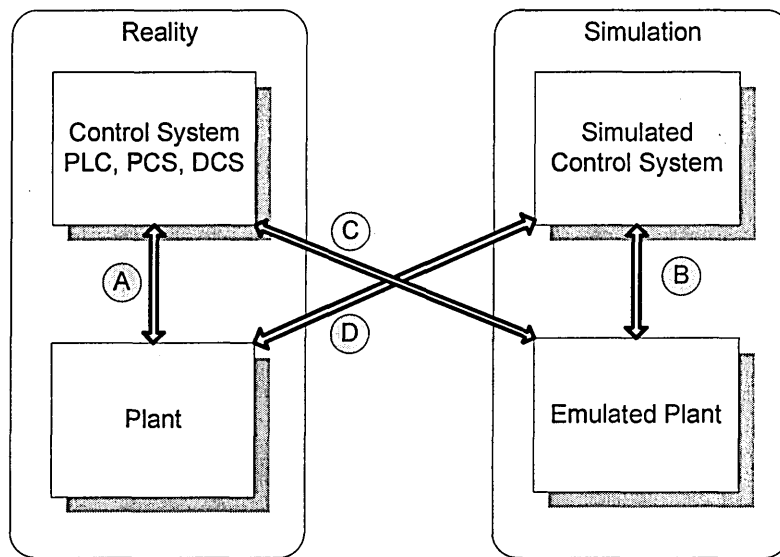 Reality
Simulation
Control System
PLC, PCS, DCS
Simulated
Control System
C
A
B
D
Plant
Emulated Plant